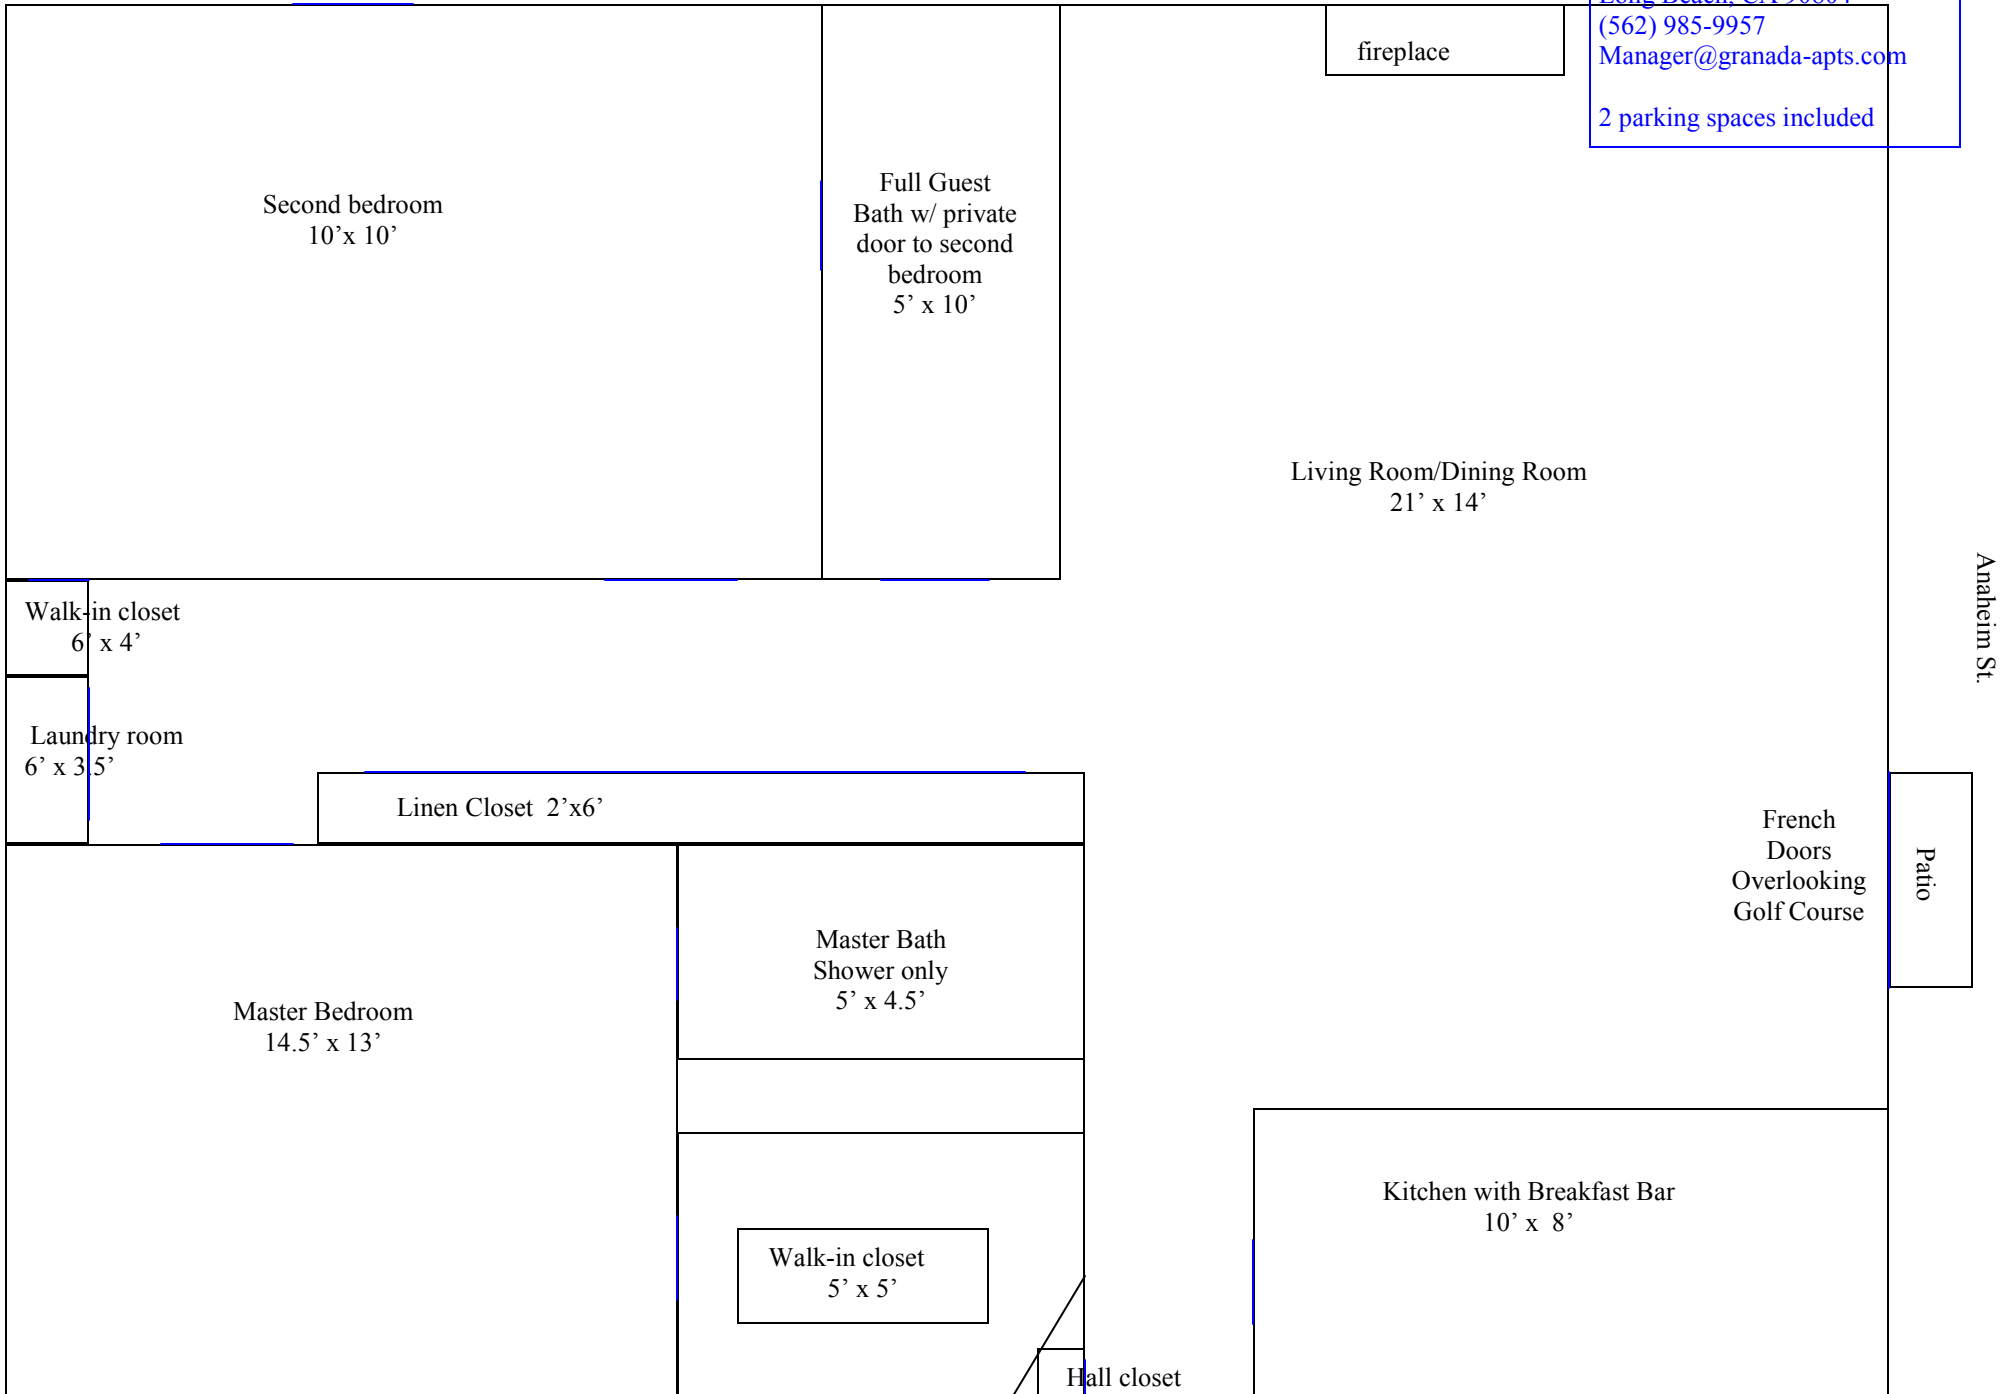 Long Beach, CA 90804
(562) 985-9957
Manager@granada-apts.com
2 parking spaces included
fireplace
Second bedroom
10’x 10’
Full Guest
Bath w/ private
door to second
bedroom
5’ x 10’
Living Room/Dining Room
21’ x 14’
Anaheim St.
Walk-in closet
6’ x 4’
Laundry room
6’ x 3.5’
Linen Closet 2’x6’
French
Doors
Overlooking
Golf Course
Patio
Master Bath
Shower only
5’ x 4.5’
Master Bedroom
14.5’ x 13’
Kitchen with Breakfast Bar
10’ x 8’
Walk-in closet
5’ x 5’
Hall closet